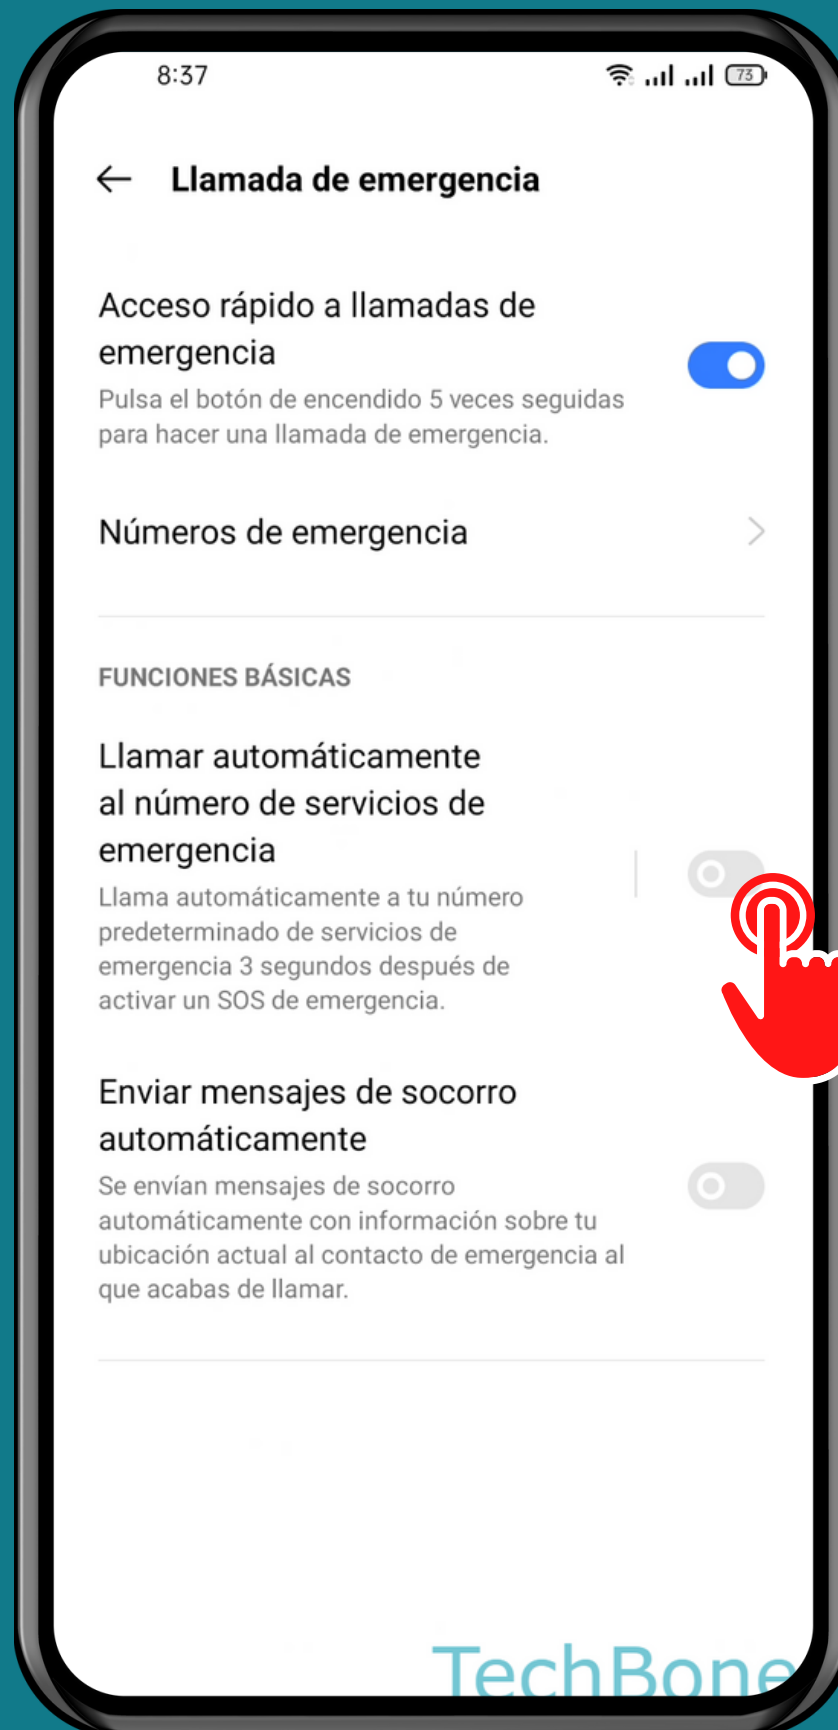 8:37
73
Llamada de emergencia
Acceso rápido a llamadas de
emergencia
Pulsa el botón de encendido 5 veces seguidas
para hacer una llamada de emergencia.
Números de emergencia
FUNCIONES BÁSICAS
Llamar automáticamente
al número de servicios de
emergencia
Llama automáticamente a tu número
predeterminado de servicios de
emergencia 3 segundos después de
activar un SOS de emergencia.
Enviar mensajes de socorro
automáticamente
Se envían mensajes de socorro
automáticamente con información sobre tu
ubicación actual al contacto de emergencia al
que acabas de llamar.
TechBone